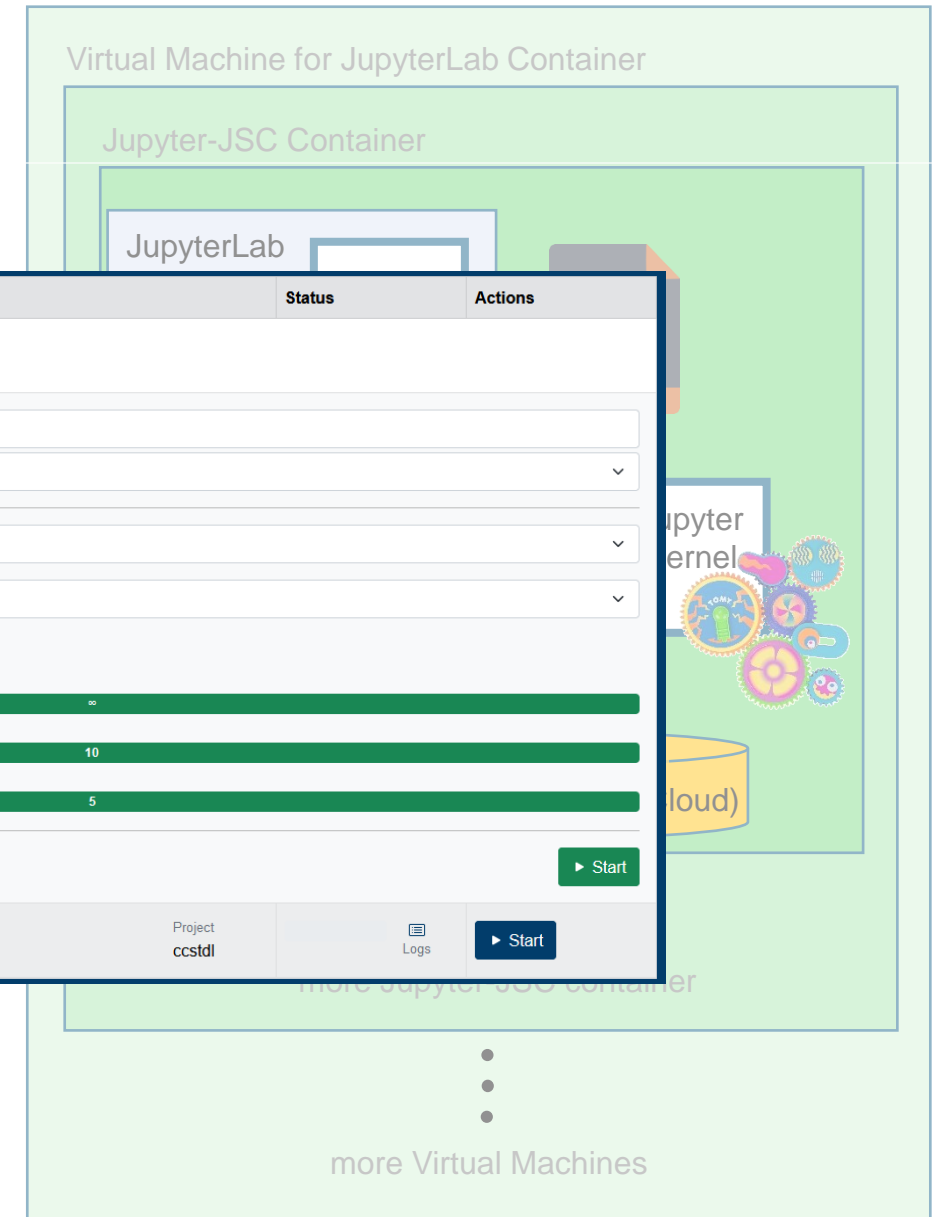 Virtual Machine for JupyterLab Container
Jupyter-JSC Container
JupyterLab
Status Actions
upyter
ernel
TOMY
∞
10
5
loud)
Start
Project
ccstdl
Logs
Start
more Jupyter-JSC container
more Virtual Machines